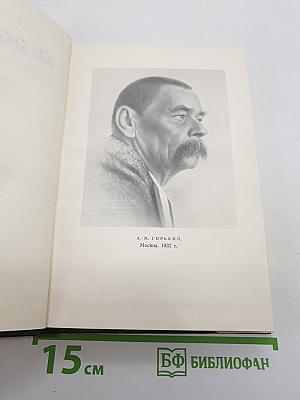 А. М. ГОРЬКИЙ.
Москва. 1932 г.
15 см
БФ БИБЛИОФАН